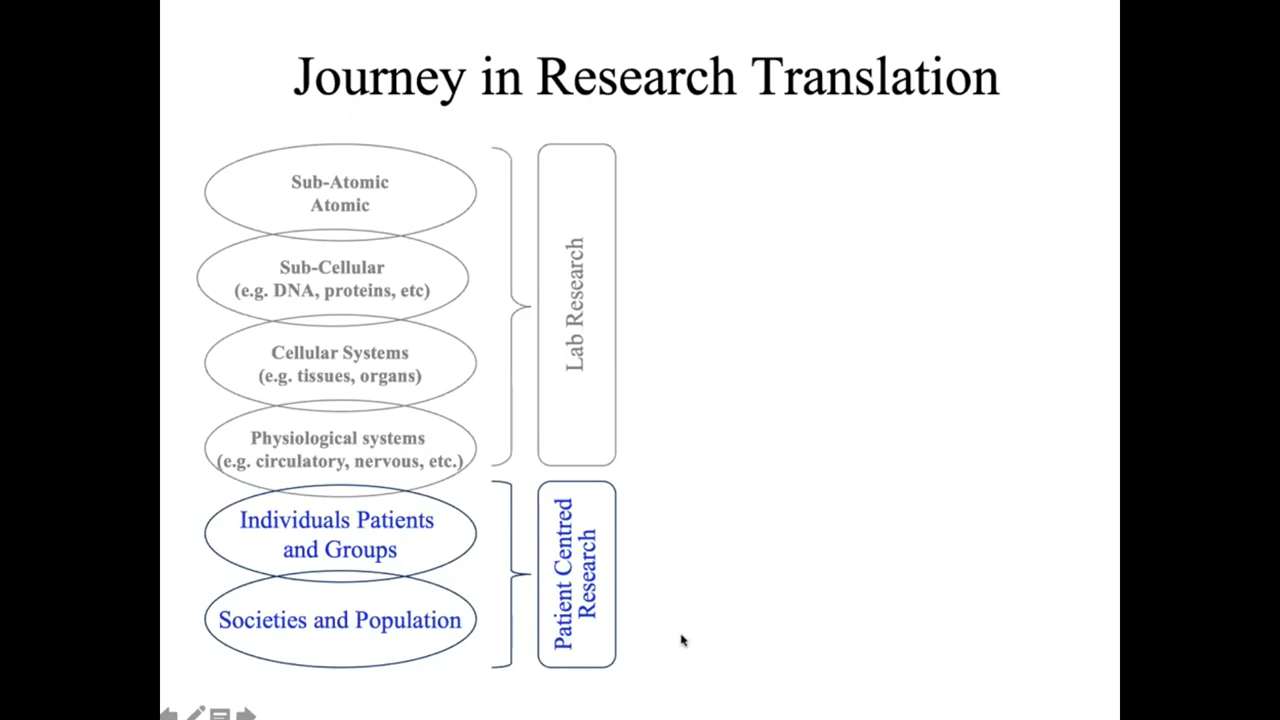 Journey in Research Translation
Sub-Atomic
Atomic
Sub-Cellular
(e.g. DNA, proteins, etc)
Cellular Systems
(e.g. tissues, organs)
Physiological systems
(e.g. circulatory, nervous, etc.)
Lab Research
Individuals Patients
and Groups
Societies and Population
Patient Centred
Research